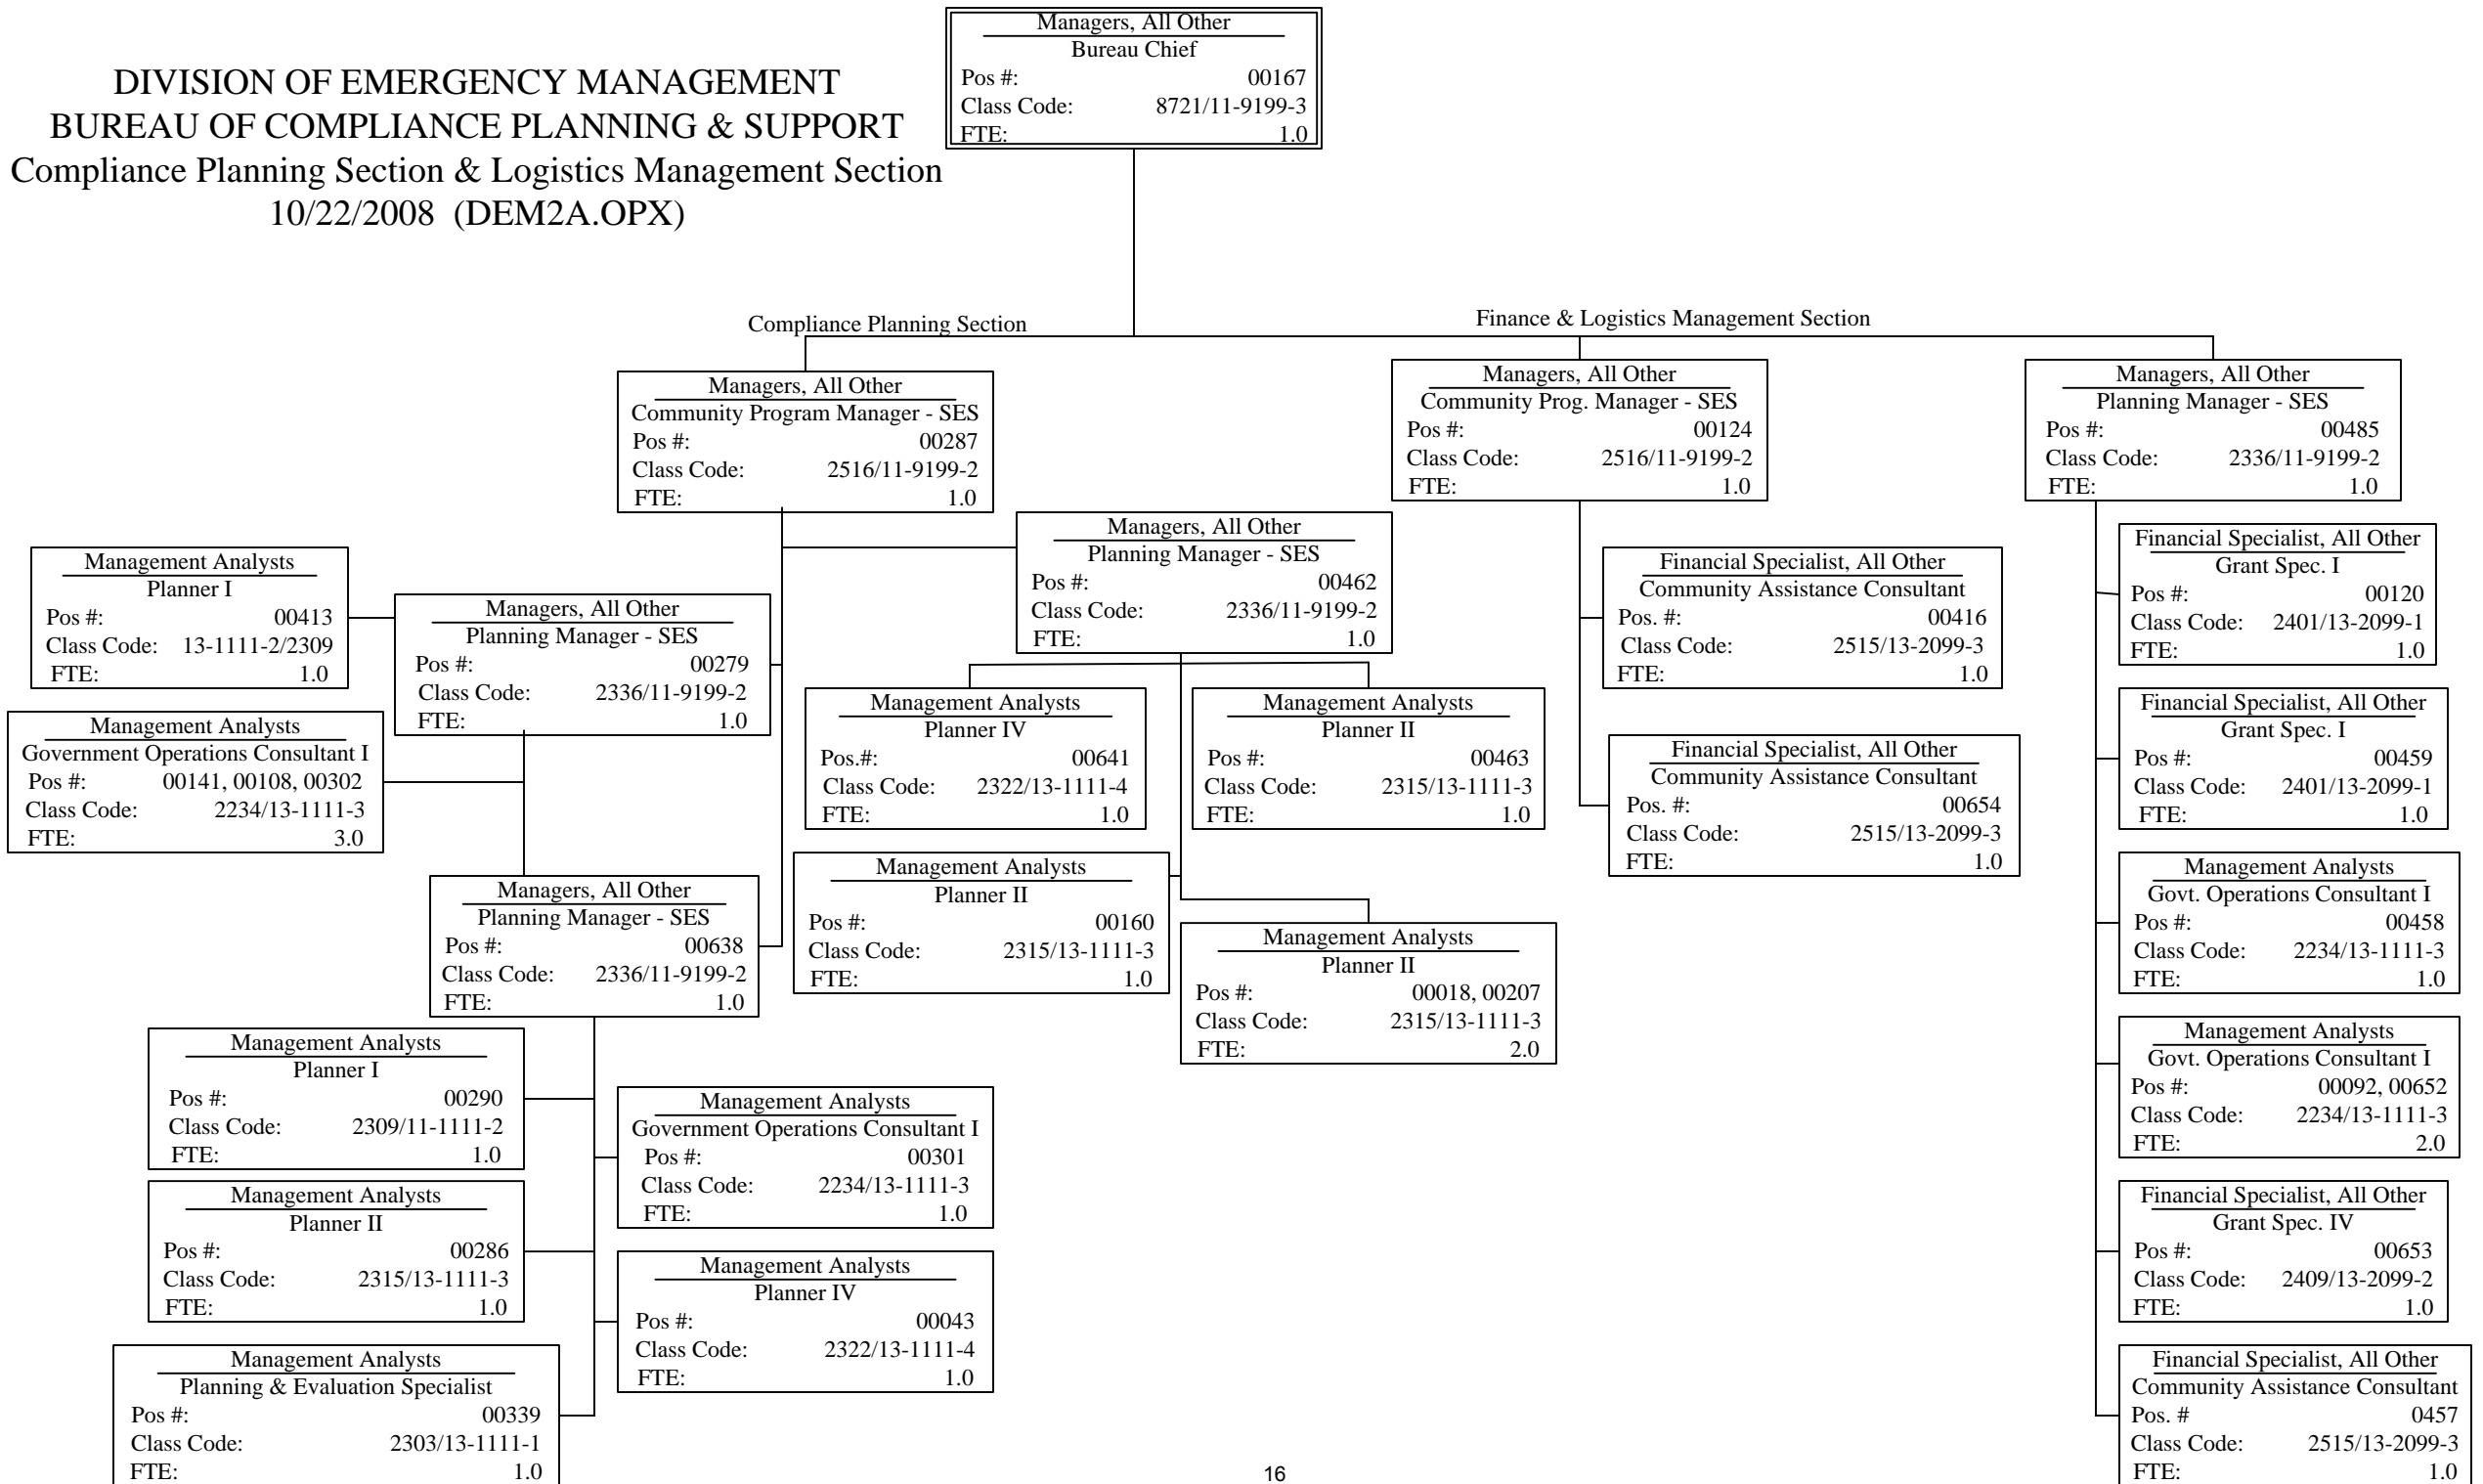 Managers, All Other
Bureau Chief
Pos #: 00167
Class Code: 8721/11-9199-3
FTE: 1.0
DIVISION OF EMERGENCY MANAGEMENT
BUREAU OF COMPLIANCE PLANNING & SUPPORT
Compliance Planning Section & Logistics Management Section
10/22/2008 (DEM2A.OPX)
Compliance Planning Section
Finance & Logistics Management Section
Managers, All Other
Community Program Manager - SES
Pos #: 00287
Class Code: 2516/11-9199-2
FTE: 1.0
Managers, All Other
Community Prog. Manager - SES
Pos #: 00124
Class Code: 2516/11-9199-2
FTE: 1.0
Managers, All Other
Planning Manager - SES
Pos #: 00485
Class Code: 2336/11-9199-2
FTE: 1.0
Management Analysts
Planner I
Pos #: 00413
Class Code: 13-1111-2/2309
FTE: 1.0
Managers, All Other
Planning Manager - SES
Pos #: 00279
Class Code: 2336/11-9199-2
FTE: 1.0
Management Analysts
Government Operations Consultant I
Pos #: 00141, 00108, 00302
Class Code: 2234/13-1111-3
FTE: 3.0
Managers, All Other
Planning Manager - SES
Pos #: 00462
Class Code: 2336/11-9199-2
FTE: 1.0
Management Analysts
Planner IV
Pos.#: 00641
Class Code: 2322/13-1111-4
FTE: 1.0
Management Analysts
Planner II
Pos #: 00463
Class Code: 2315/13-1111-3
FTE: 1.0
Management Analysts
Planner II
Pos #: 00160
Class Code: 2315/13-1111-3
FTE: 1.0
Management Analysts
Planner II
Pos #: 00018, 00207
Class Code: 2315/13-1111-3
FTE: 2.0
Managers, All Other
Planning Manager - SES
Pos #: 00638
Class Code: 2336/11-9199-2
FTE: 1.0
Management Analysts
Planner I
Pos #: 00290
Class Code: 2309/11-1111-2
FTE: 1.0
Management Analysts
Government Operations Consultant I
Pos #: 00301
Class Code: 2234/13-1111-3
FTE: 1.0
Management Analysts
Planner II
Pos #: 00286
Class Code: 2315/13-1111-3
FTE: 1.0
Management Analysts
Planner IV
Pos #: 00043
Class Code: 2322/13-1111-4
FTE: 1.0
Management Analysts
Planning & Evaluation Specialist
Pos #: 00339
Class Code: 2303/13-1111-1
FTE: 1.0
Financial Specialist, All Other
Community Assistance Consultant
Pos. #: 00416
Class Code: 2515/13-2099-3
FTE: 1.0
Financial Specialist, All Other
Community Assistance Consultant
Pos. #: 00654
Class Code: 2515/13-2099-3
FTE: 1.0
Financial Specialist, All Other
Grant Spec. I
Pos #: 00120
Class Code: 2401/13-2099-1
FTE: 1.0
Financial Specialist, All Other
Grant Spec. I
Pos #: 00459
Class Code: 2401/13-2099-1
FTE: 1.0
Management Analysts
Govt. Operations Consultant I
Pos #: 00458
Class Code: 2234/13-1111-3
FTE: 1.0
Management Analysts
Govt. Operations Consultant I
Pos #: 00092, 00652
Class Code: 2234/13-1111-3
FTE: 2.0
Financial Specialist, All Other
Grant Spec. IV
Pos #: 00653
Class Code: 2409/13-2099-2
FTE: 1.0
Financial Specialist, All Other
Community Assistance Consultant
Pos. # 0457
Class Code: 2515/13-2099-3
FTE: 1.0
16